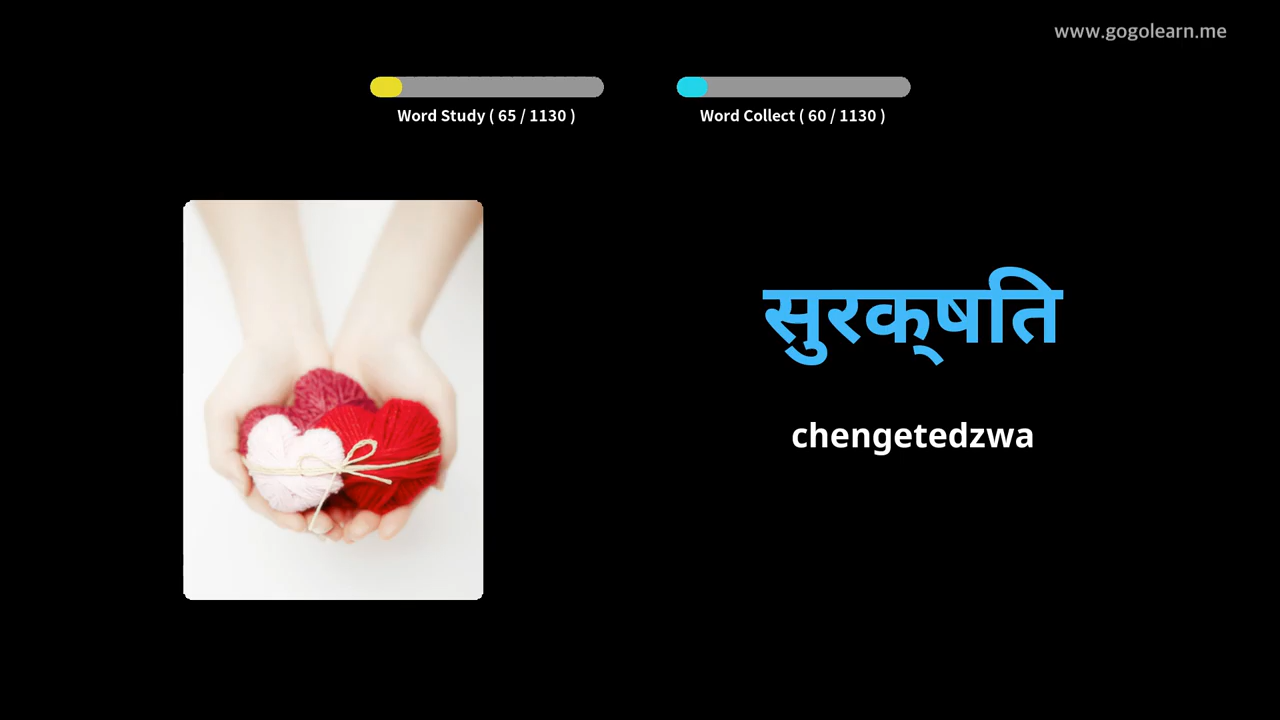 www.gogolearn.me
Word Study ( 65 / 1130 )
Word Collect ( 60 / 1130 )
सुरक्‌षति
chengetedzwa